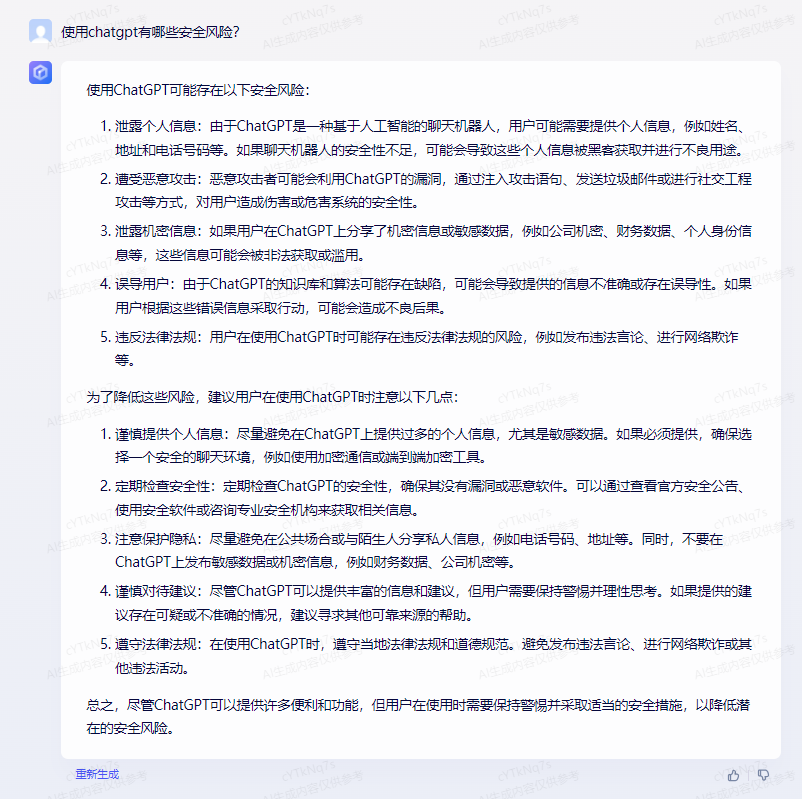 使用chatgpt有哪些安全风险?
使用ChatGPT可能存在以下安全风险：
1. 泄露个人信息：由于ChatGPT是一种基于人工智能的聊天机器人，用户可能需要提供个人信息，例如姓名、
地址和电话号码等。如果聊天机器人的安全性不足，可能会导致这些个人信息被黑客获取并进行不良用途。
2. 遭受恶意攻击：恶意攻击者可能会利用ChatGPT的漏洞，通过注入攻击语句、发送垃圾邮件或进行社交工程
攻击等方式，对用户造成伤害或危害系统的安全性。
3. 泄露机密信息：如果用户在ChatGPT上分享了机密信息或敏感数据，例如公司机密、财务数据、个人身份信
息等，这些信息可能会被非法获取或滥用。
4. 误导用户：由于ChatGPT的知识库和算法可能存在缺陷，可能会导致提供的信息不准确或存在误导性。如果
用户根据这些错误信息采取行动，可能会造成不良后果。
5. 违反法律法规：用户在使用ChatGPT时可能存在违反法律法规的风险，例如发布违法言论、进行网络欺诈
等。
为了降低这些风险，建议用户在使用ChatGPT时注意以下几点：
1. 谨慎提供个人信息：尽量避免在ChatGPT上提供过多的个人信息，尤其是敏感数据。如果必须提供，确保选
择一个安全的聊天环境，例如使用加密通信或端到端加密工具。
2. 定期检查安全性：定期检查ChatGPT的安全性，确保其没有漏洞或恶意软件。可以通过查看官方安全公告、
使用安全软件或咨询专业安全机构来获取相关信息。
3. 注意保护隐私：尽量避免在公共场合或与陌生人分享私人信息，例如电话号码、地址等。同时，不要在
ChatGPT上发布敏感数据或机密信息，例如财务数据、公司机密等。
4. 谨慎对待建议：尽管ChatGPT可以提供丰富的信息和建议，但用户需要保持警惕并理性思考。如果提供的建
议存在可疑或不准确的情况，建议寻求其他可靠来源的帮助。
5. 遵守法律法规：在使用ChatGPT时，遵守当地法律法规和道德规范。避免发布违法言论、进行网络欺诈或其
他违法活动。
总之，尽管ChatGPT可以提供许多便利和功能，但用户在使用时需要保持警惕并采取适当的安全措施，以降低潜
在的安全风险。
重新生成
cYTkNq7s
AI生成内容仅供参考